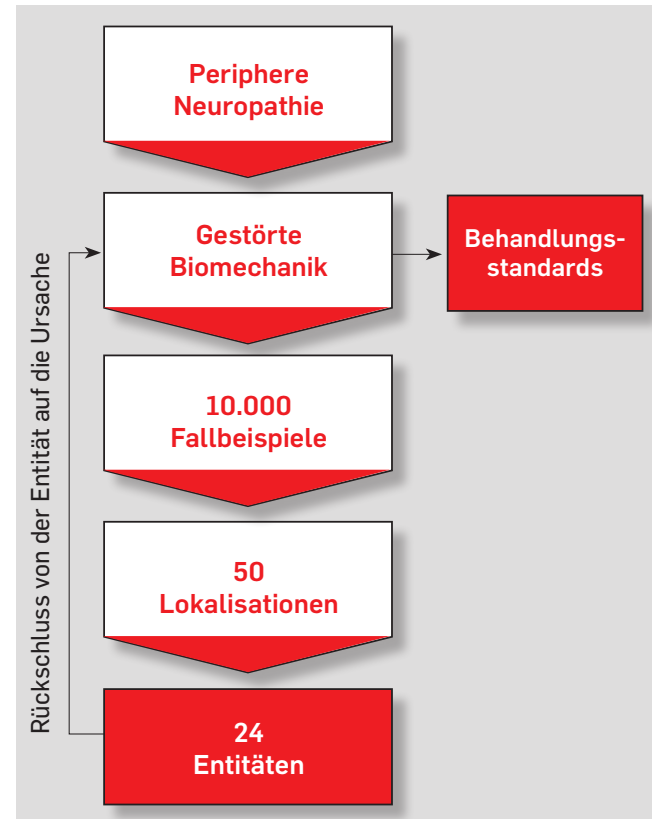 Periphere
Neuropathie
Gestörte
Biomechanik
Behandlungs-
standards
10.000
Fallbeispiele
50
Lokalisationen
24
Entitäten
Rückschluss von der Entität auf die Ursache